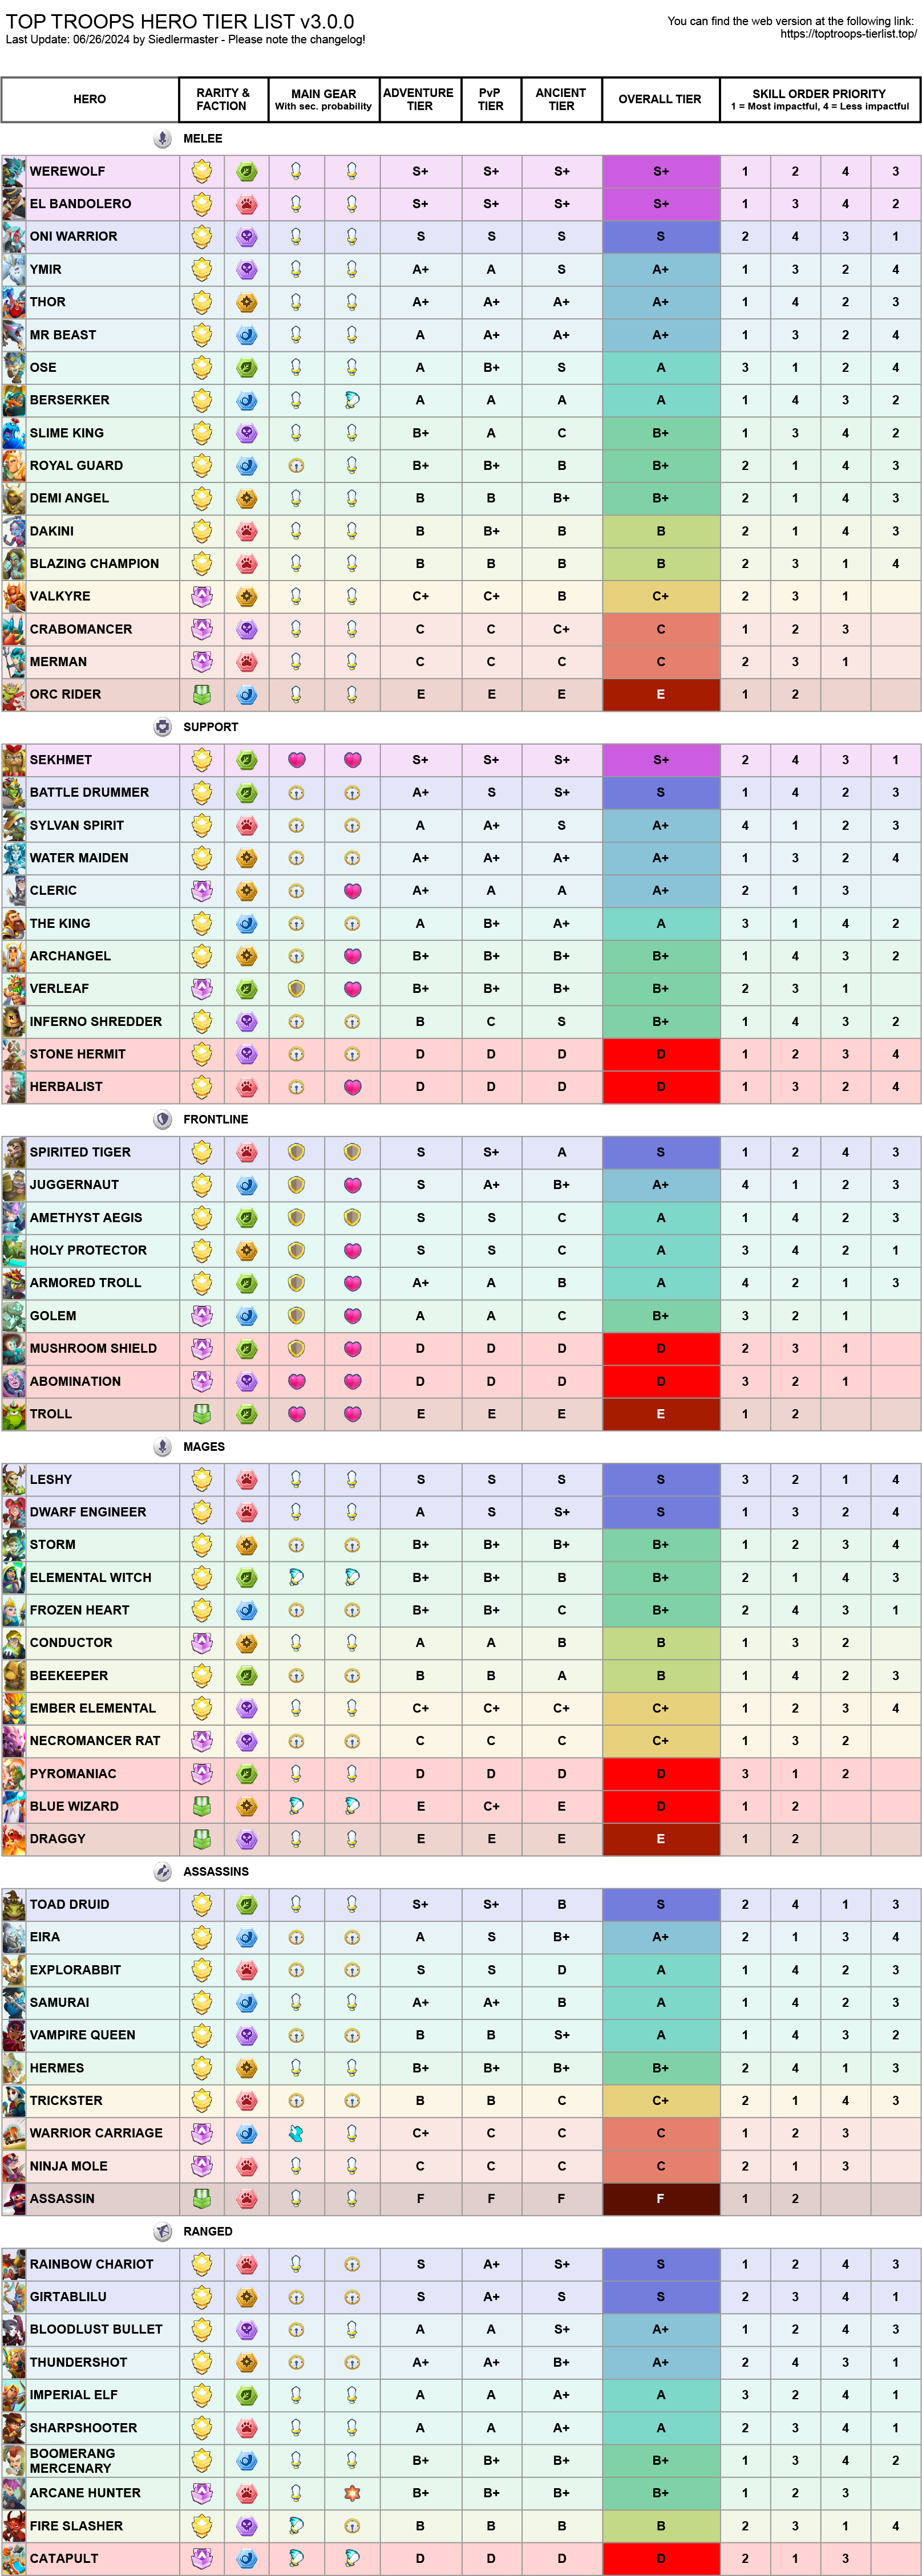 TOP TROOPS HERO TIER LIST v3.0.0
Last Update: 06/26/2024 by Siedlermaster - Please note the changelog!
You can find the web version at the following link:
https://toptroops-tierlist.top/
HERO RARITY & FACTION MAIN GEAR With sec. probability ADVENTURE TIER PvP TIER ANCIENT TIER OVERALL TIER SKILL ORDER PRIORITY 1 = Most impactful, 4 = Less impactful
MELEE
WEREWOLF S+ S+ S+ S+ 1 2 4 3
EL BANDOLERO S+ S+ S+ S+ 1 3 4 2
ONI WARRIOR S S S S 2 4 3 1
YMIR A+ A S A+ 1 3 2 4
THOR A+ A+ A+ A+ 1 4 2 3
MR BEAST A A+ A+ A+ 1 3 2 4
OSE A B+ S A 3 1 2 4
BERSERKER A A A A 1 4 3 2
SLIME KING B+ A C B+ 1 3 4 2
ROYAL GUARD B+ B+ B B+ 2 1 4 3
DEMI ANGEL B B B+ B+ 2 1 4 3
DAKINI B B+ B B 2 1 4 3
BLAZING CHAMPION B B B B 2 3 1 4
VALKYRE C+ C+ B C+ 2 3 1
CRABOMANCER C C C+ C 1 2 3
MERMAN C C C C 2 3 1
ORC RIDER E E E E 1 2
SUPPORT
SEKHMET S+ S+ S+ S+ 2 4 3 1
BATTLE DRUMMER A+ S S+ S 1 4 2 3
SYLVAN SPIRIT A A+ S A+ 4 1 2 3
WATER MAIDEN A+ A+ A+ A+ 1 3 2 4
CLERIC A+ A A A+ 2 1 3
THE KING A B+ A+ A 3 1 4 2
ARCHANGEL B+ B+ B+ B+ 1 4 3 2
VERLEAF B+ B+ B+ B+ 2 3 1
INFERNO SHREDDER B C S B+ 1 4 3 2
STONE HERMIT D D D D 1 2 3 4
HERBALIST D D D D 1 3 2 4
FRONTLINE
SPIRITED TIGER S S+ A S 1 2 4 3
JUGGERNAUT S A+ B+ A+ 4 1 2 3
AMETHYST AEGIS S S C A 1 4 2 3
HOLY PROTECTOR S S C A 3 4 2 1
ARMORED TROLL A+ A B A 4 2 1 3
GOLEM A A C B+ 3 2 1
MUSHROOM SHIELD D D D D 2 3 1
ABOMINATION D D D D 3 2 1
TROLL E E E E 1 2
MAGES
LESHY S S S S 3 2 1 4
DWARF ENGINEER A S S+ S 1 3 2 4
STORM B+ B+ B+ B+ 1 2 3 4
ELEMENTAL WITCH B+ B+ B B+ 2 1 4 3
FROZEN HEART B+ B+ C B+ 2 4 3 1
CONDUCTOR A A B B 1 3 2
BEEKEEPER B B A B 1 4 2 3
EMBER ELEMENTAL C+ C+ C+ C+ 1 2 3 4
NECROMANCER RAT C C C C+ 1 3 2
PYROMANIAC D D D D 3 1 2
BLUE WIZARD E C+ E D 1 2
DRAGGY E E E E 1 2
ASSASSINS
TOAD DRUID S+ S+ B S 2 4 1 3
EIRA A S B+ A+ 2 1 3 4
EXPLORABBIT S S D A 1 4 2 3
SAMURAI A+ A+ B A 1 4 2 3
VAMPIRE QUEEN B B S+ A 1 4 3 2
HERMES B+ B+ B+ B+ 2 4 1 3
TRICKSTER B B C C+ 2 1 4 3
WARRIOR CARRIAGE C+ C C C 1 2 3
NINJA MOLE C C C C 2 1 3
ASSASSIN F F F F 1 2
RANGED
RAINBOW CHARIOT S A+ S+ S 1 2 4 3
GIRTABLILU S A+ S S 2 3 4 1
BLOODLUST BULLET A A S+ A+ 1 2 4 3
THUNDERSHOT A+ A+ B+ A+ 2 4 3 1
IMPERIAL ELF A A A+ A 3 2 4 1
SHARPSHOOTER A A A+ A 2 3 4 1
BOOMERANG MERCENARY B+ B+ B+ B+ 1 3 4 2
ARCANE HUNTER B+ B+ B+ B+ 1 2 3
FIRE SLASHER B B B B 2 3 1 4
CATAPULT D D D D 2 1 3